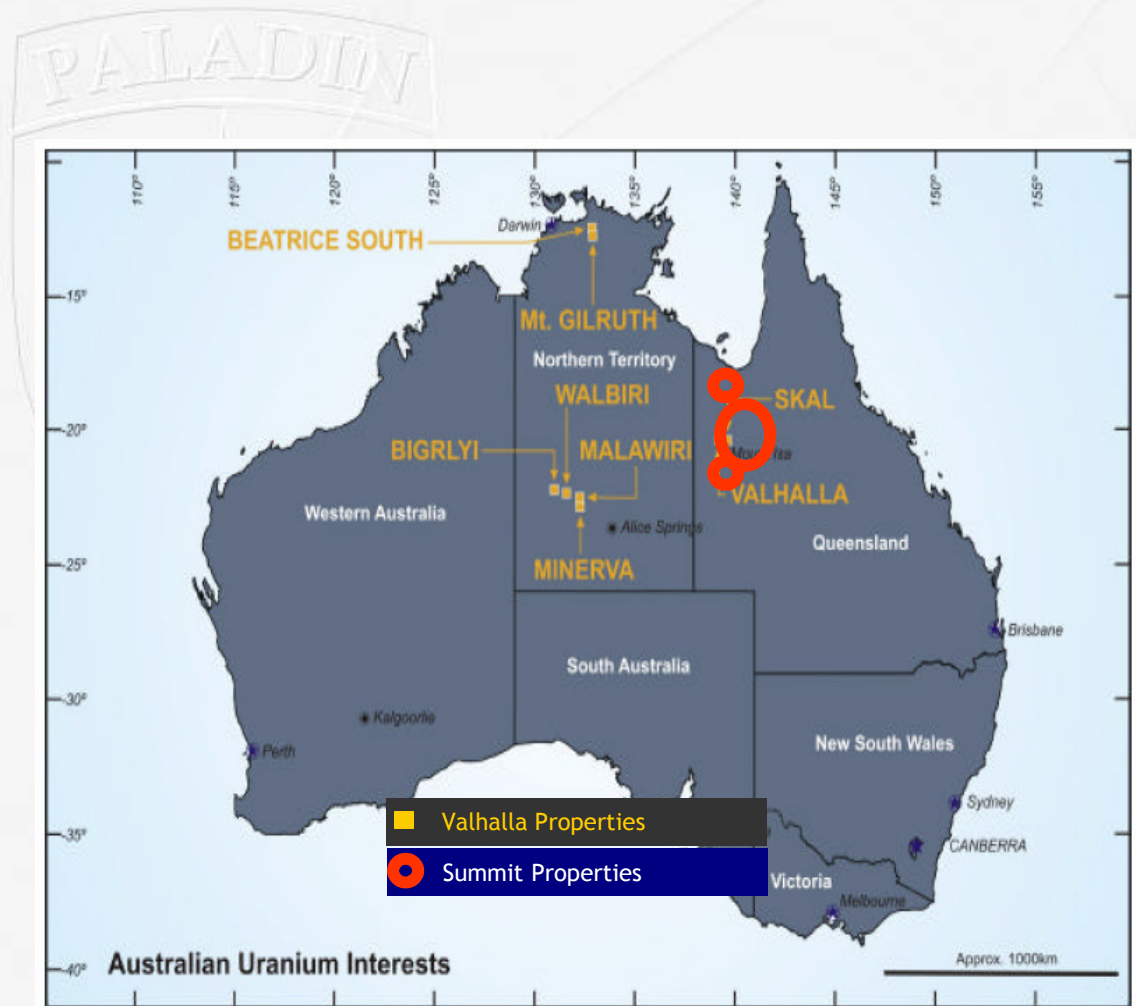 PALADIN
110° 115° 120° 125° 130° 135° 140° 145° 150° 155°
Darwin
BEATRICE SOUTH
-15°
Mt. GILRUTH
Northern Territory
WALBIRI
SKAL
-20°
BIGRLYI
MALAWIRI
Mount Isa
VALHALLA
Western Australia
Alice Springs
Queensland
MINERVA
-25°
Brisbane
South Australia
-30°
Kalgoorlie
New South Wales
Perth
Sydney
Valhalla Properties
-35°
CANBERRA
Summit Properties
Victoria
Melbourne
Australian Uranium Interests
Approx. 1000km
-40°